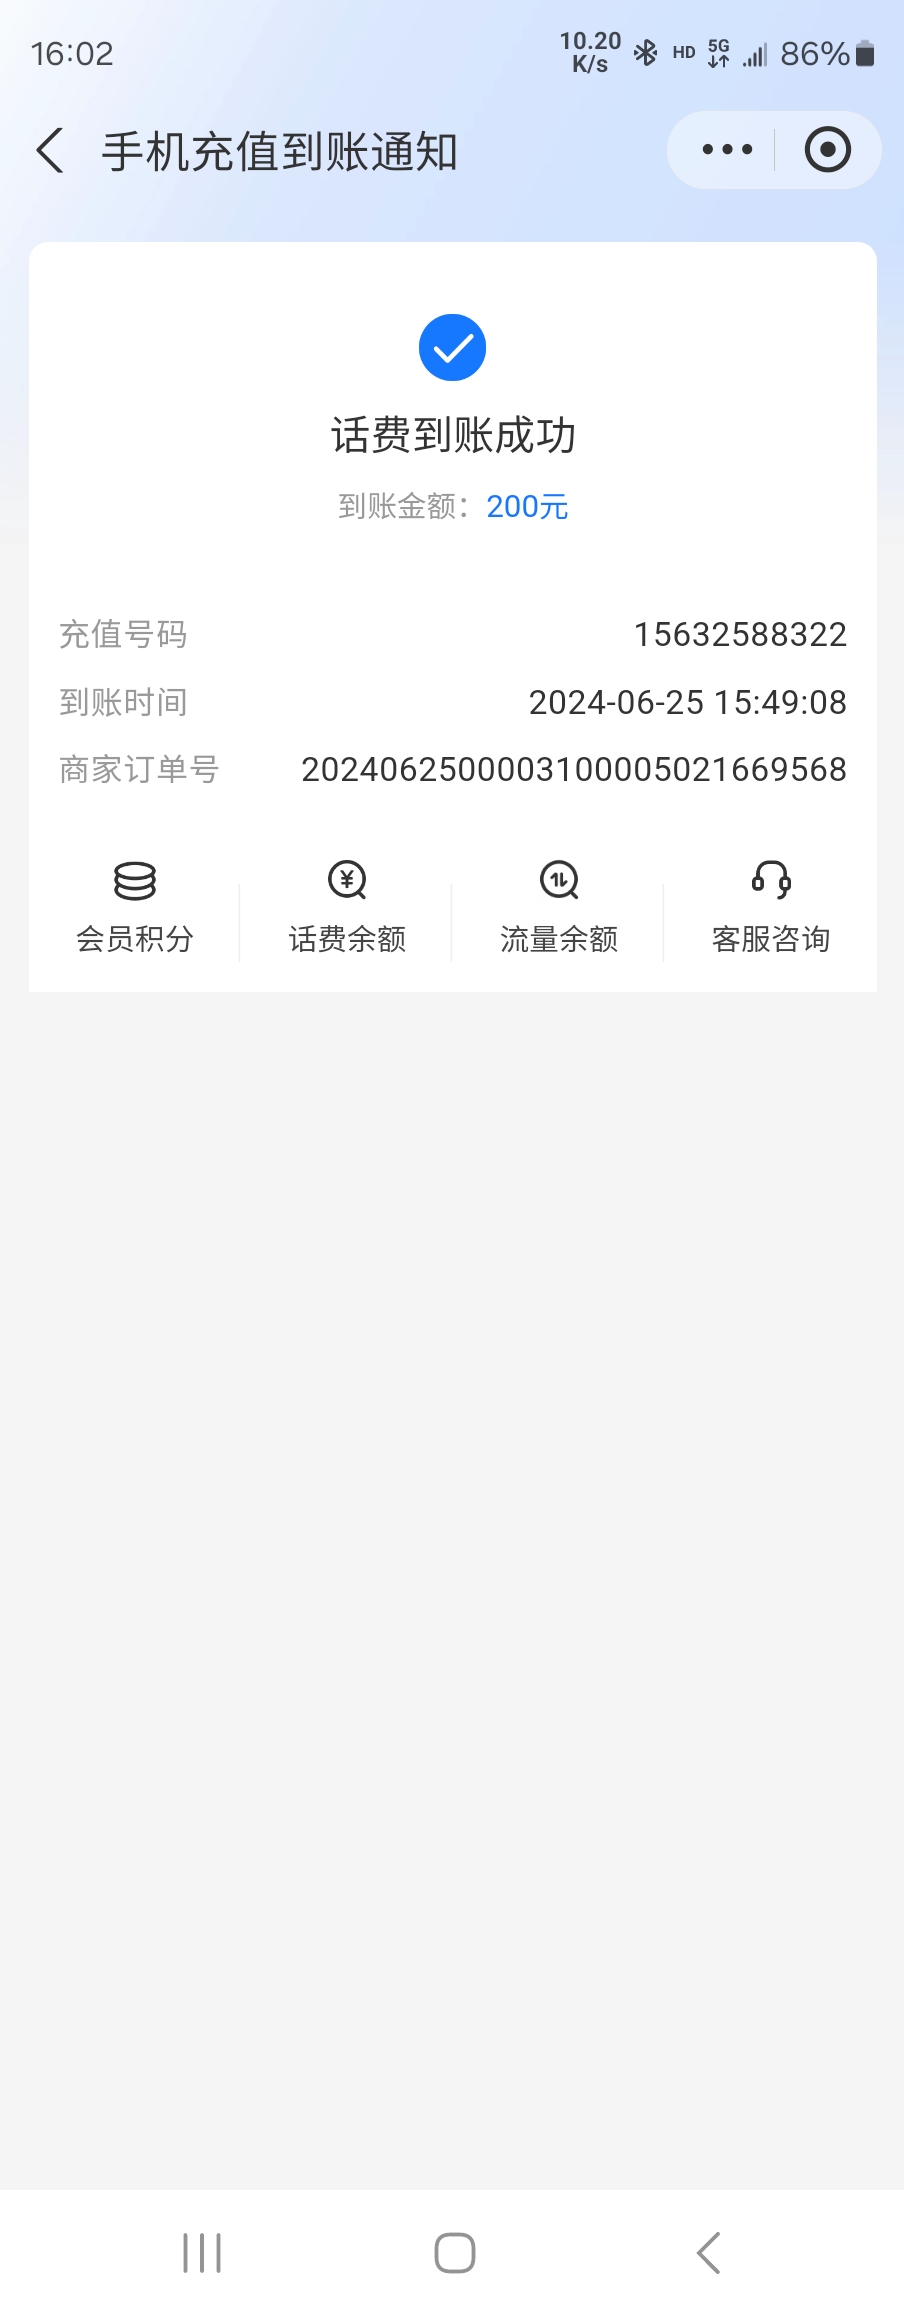 16:02
10.20
K/s
HD
5G
86%
手机充值到账通知
话费到账成功
到账金额：200元
充值号码 15632588322
到账时间 2024-06-25 15:49:08
商家订单号 2024062500003100005021669568
会员积分 话费余额 流量余额 客服咨询